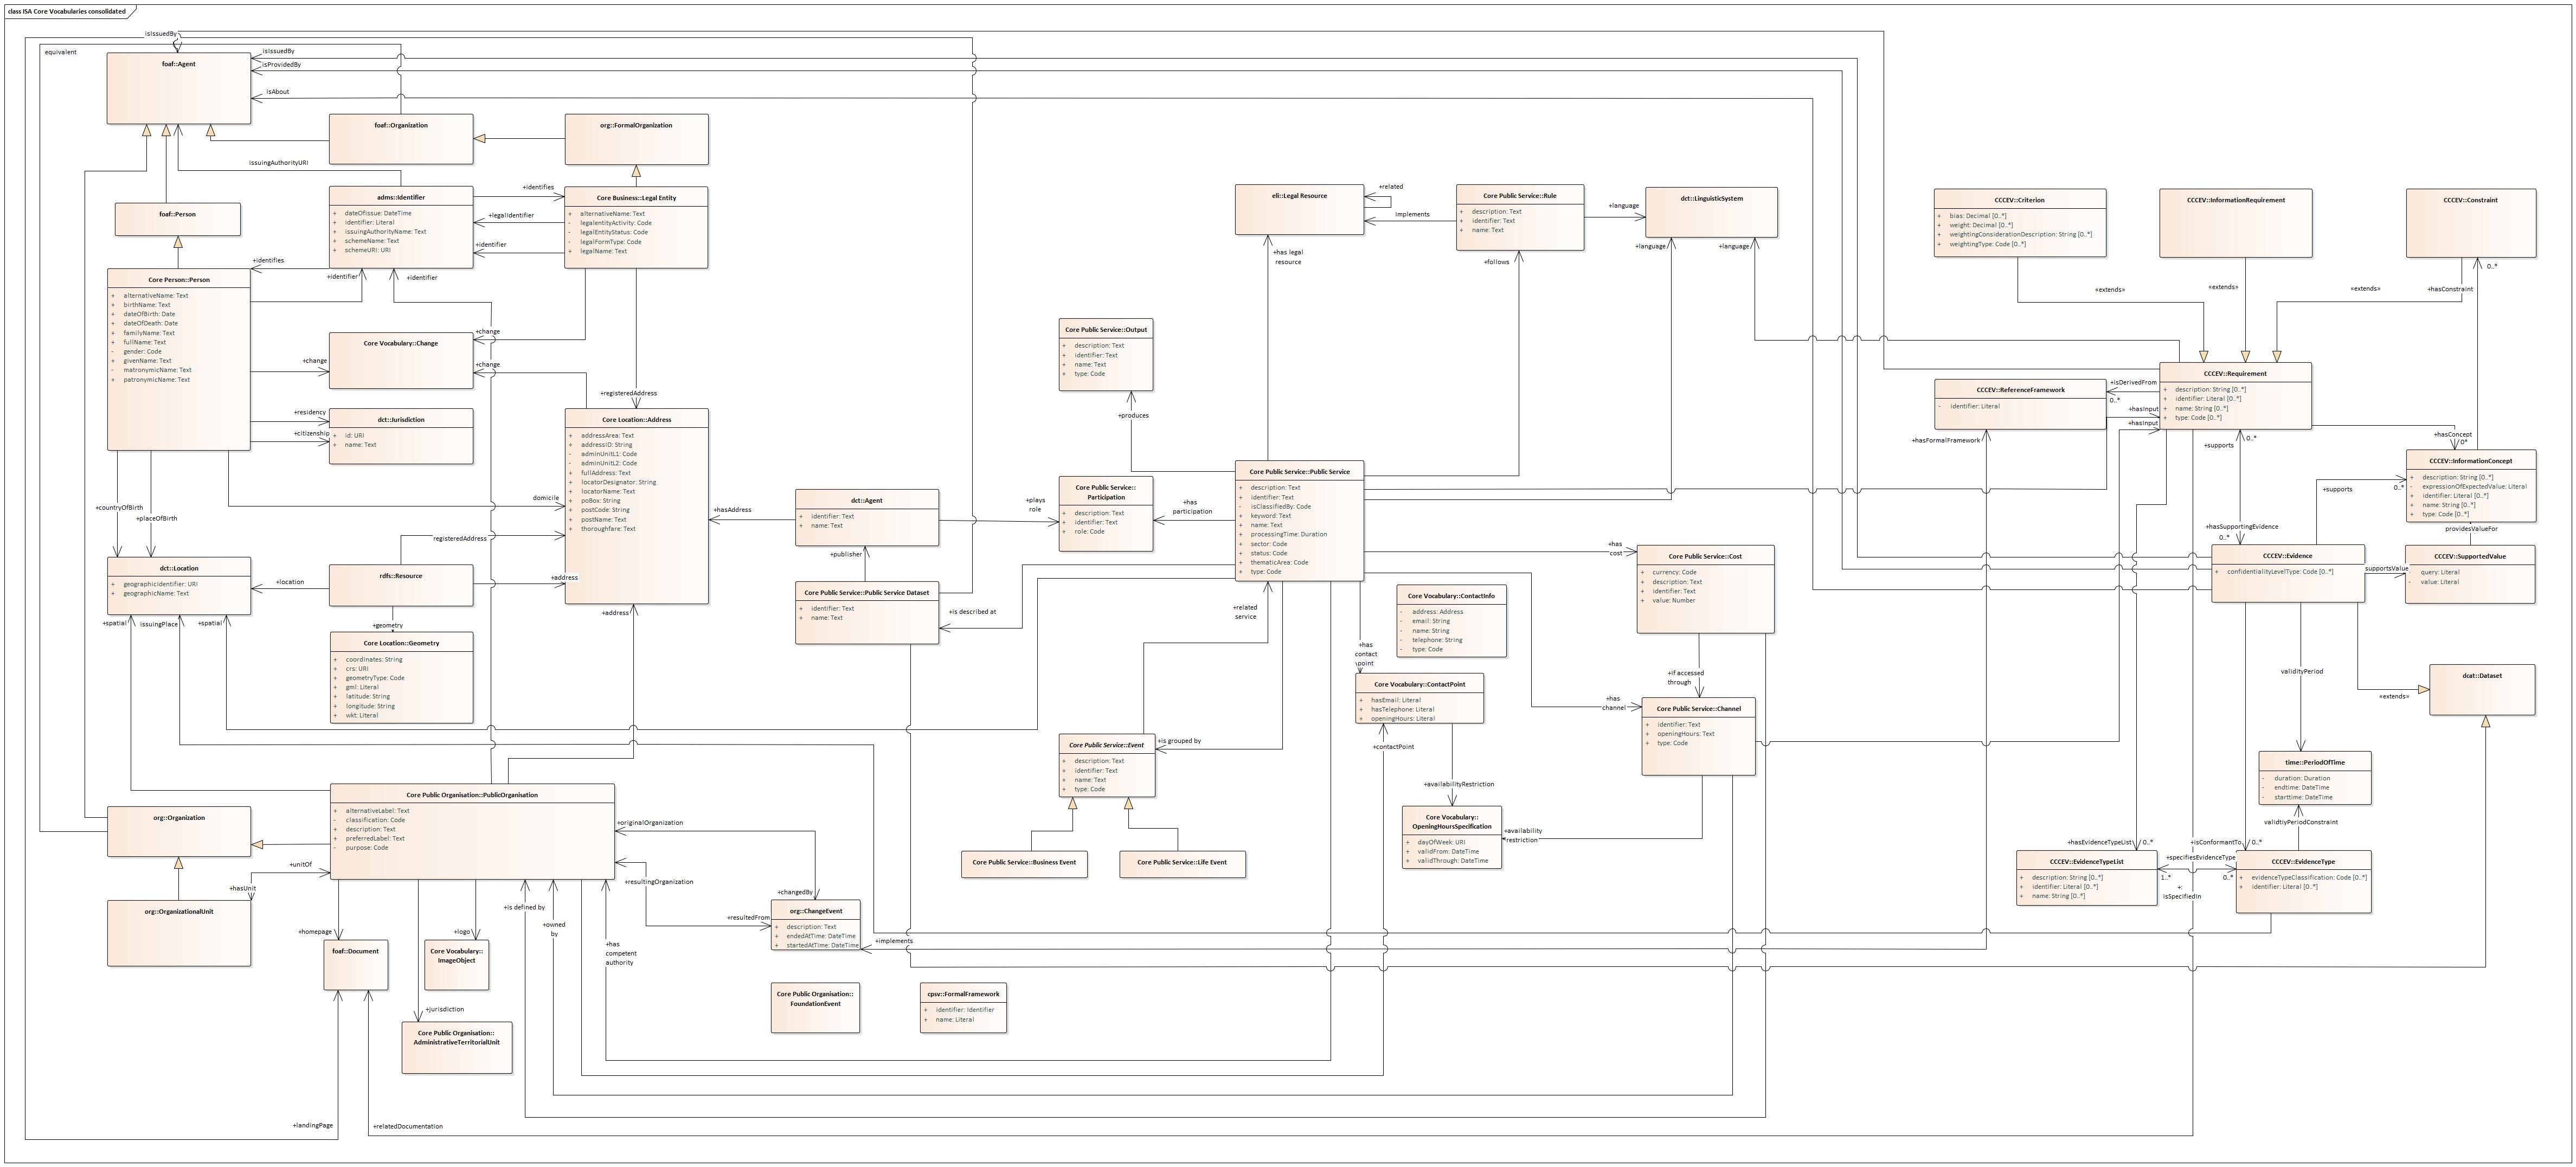 class ISA Core Vocabularies consolidated
isIssuedBy
equivalent
isIssuedBy
isProvidedBy
isAbout
foaf::Agent
foaf::Organization
org::FormalOrganization
issuingAuthorityURI
foaf::Person
adms::Identifier
+ dateOfIssue: DateTime
+ identifier: Literal
+ issuingAuthorityName: Text
+ schemeName: Text
+ schemeURI: URI
+identifies
+legalIdentifier
+identifier
Core Business::Legal Entity
+ alternativeName: Text
- legalentityActivity: Code
- legalEntityStatus: Code
- legalFormType: Code
+ legalName: Text
+identifies
+identifier
+identifier
Core Person::Person
+ alternativeName: Text
+ birthName: Text
+ dateOfBirth: Date
+ dateOfDeath: Date
+ familyName: Text
+ fullName: Text
- gender: Code
+ givenName: Text
- matronymicName: Text
+ patronymicName: Text
Core Vocabulary::Change
+change
+change
+change
dct::Jurisdiction
+ id: URI
+ name: Text
+residency
+citizenship
+registeredAddress
Core Location::Address
+ addressArea: Text
+ addressID: String
- adminUnitL1: Code
- adminUnitL2: Code
+ fullAddress: Text
+ locatorDesignator: String
+ locatorName: Text
+ poBox: String
+ postCode: String
+ postName: Text
+ thoroughfare: Text
domicile
+countryOfBirth
+placeOfBirth
registeredAddress
+address
+address
dct::Location
+ geographicIdentifier: URI
+ geographicName: Text
+location
rdfs::Resource
+geometry
Core Location::Geometry
+ coordinates: String
+ crs: URI
+ geometryType: Code
+ gml: Literal
+ latitude: String
+ longitude: String
+ wkt: Literal
+spatial
issuingPlace
+spatial
+hasAddress
dct::Agent
+ identifier: Text
+ name: Text
+plays
role
+publisher
Core Public Service::Public Service Dataset
+ identifier: Text
+ name: Text
+is described at
Core Public Service::Output
+ description: Text
+ identifier: Text
+ name: Text
+ type: Code
+produces
Core Public Service::
Participation
+ description: Text
+ identifier: Text
+ role: Code
+has
participation
Core Public Service::Public Service
+ description: Text
+ identifier: Text
- isClassifiedBy: Code
+ keyword: Text
+ name: Text
+ processingTime: Duration
+ sector: Code
+ status: Code
+ thematicArea: Code
+ type: Code
eli::Legal Resource
+related
Implements
+has legal
resource
Core Public Service::Rule
+ description: Text
+ identifier: Text
+ name: Text
+follows
+language
dct::LinguisticSystem
+language
+language
+related
service
+has
contact
point
Core Vocabulary::ContactInfo
- address: Address
- email: String
- name: String
- telephone: String
- type: Code
Core Vocabulary::ContactPoint
+ hasEmail: Literal
+ hasTelephone: Literal
+ openingHours: Literal
+contactPoint
+availabilityRestriction
Core Vocabulary::
OpeningHoursSpecification
+ dayOfWeek: URI
+ validFrom: DateTime
+ validThrough: DateTime
+availability
restriction
+has
cost
Core Public Service::Cost
+ currency: Code
+ description: Text
+ identifier: Text
+ value: Number
+if accessed
through
+has
channel
Core Public Service::Channel
+ identifier: Text
+ openingHours: Text
+ type: Code
Core Public Service::Event
+ description: Text
+ identifier: Text
+ name: Text
+ type: Code
+is grouped by
Core Public Service::Business Event
Core Public Service::Life Event
CCCEV::Criterion
+ bias: Decimal [0..*]
+ weight: Decimal [0..*]
+ weightingConsiderationDescription: String [0..*]
+ weightingType: Code [0..*]
CCCEV::InformationRequirement
CCCEV::Constraint
«extends»
«extends»
«extends»
+hasConstraint
0..*
CCCEV::Requirement
+ description: String [0..*]
+ identifier: Literal [0..*]
+ name: String [0..*]
+ type: Code [0..*]
CCCEV::ReferenceFramework
- identifier: Literal
+isDerivedFrom
0..*
+hasInput
+hasInput
+hasFormalFramework
+supports
0..*
+hasConcept
0*
CCCEV::InformationConcept
+ description: String [0..*]
- expressionOfExpectedValue: Literal
+ identifier: Literal [0..*]
+ name: String [0..*]
+ type: Code [0..*]
+supports
0..*
+hasSupportingEvidence
0..*
providesValueFor
CCCEV::Evidence
+ confidentialityLevelType: Code [0..*]
supportsValue
CCCEV::SupportedValue
- query: Literal
- value: Literal
validityPeriod
«extends»
dcat::Dataset
time::PeriodOfTime
- duration: Duration
- endtime: DateTime
- starttime: DateTime
validtiyPeriodConstraint
+hasEvidenceTypeList
0..*
+isConformantTo
0..*
CCCEV::EvidenceTypeList
+ description: String [0..*]
+ identifier: Literal [0..*]
+ name: String [0..*]
+specifiesEvidenceType
1..*
0..*
+:
isSpecifiedIn
CCCEV::EvidenceType
+ evidenceTypeClassification: Code [0..*]
+ identifier: Literal [0..*]
org::Organization
Core Public Organisation::PublicOrganisation
+ alternativeLabel: Text
- classification: Code
+ description: Text
+ preferredLabel: Text
- purpose: Code
+unitOf
+hasUnit
org::OrganizationalUnit
+originalOrganization
+resultingOrganization
+changedBy
+resultedFrom
org::ChangeEvent
+ description: Text
+ endedAtTime: DateTime
+ startedAtTime: DateTime
+implements
+homepage
+logo
+is defined by
+owned
by
+has
competent
authority
foaf::Document
Core Vocabulary::
ImageObject
+jurisdiction
Core Public Organisation::
AdministrativeTerritorialUnit
Core Public Organisation::
FoundationEvent
cpsv::FormalFramework
+ identifier: Identifier
+ name: Literal
+landingPage
+relatedDocumentation